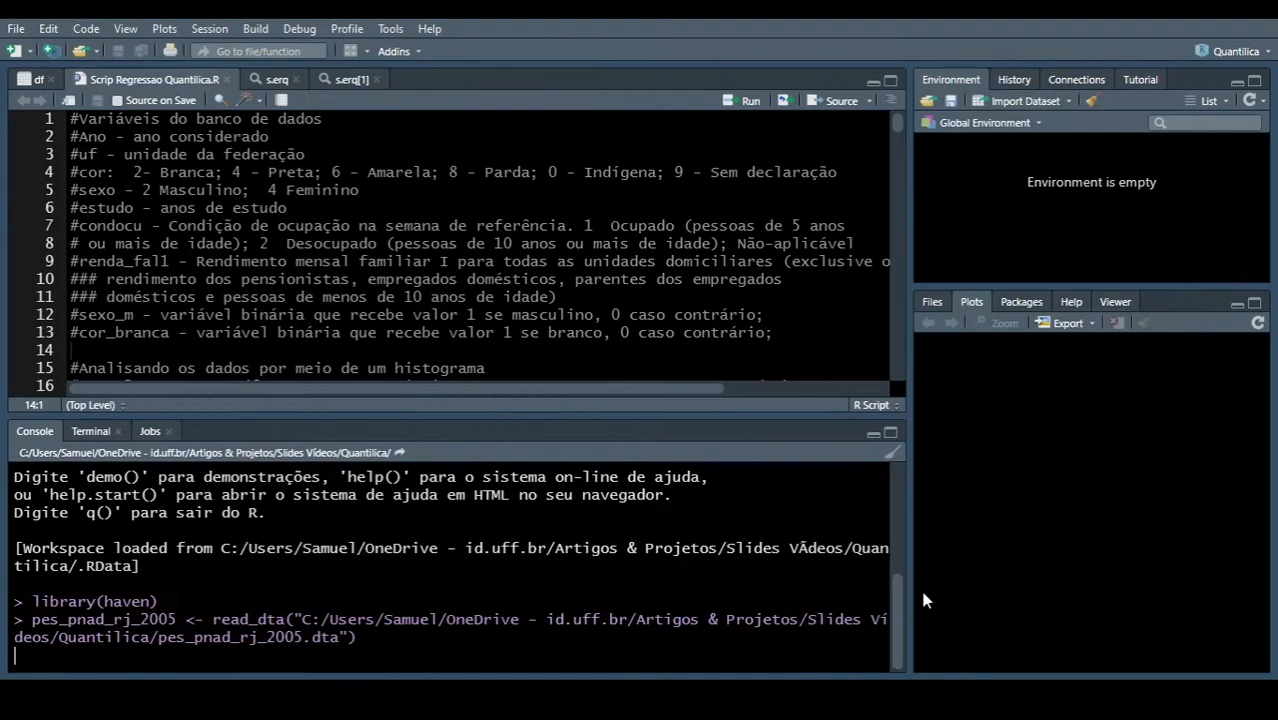 File Edit Code View Plots Session Build Debug Profile Tools Help
Go to file/function Addins Quantilica
df Scrip Regressao Quantilica.R s.erq s.erq[1]
Source on Save Run Source
1 #Variáveis do banco de dados
2 #Ano - ano considerado
3 #uf - unidade da federação
4 #cor: 2- Branca; 4 - Preta; 6 - Amarela; 8 - Parda; 0 - Indígena; 9 - Sem declaração
5 #sexo - 2 Masculino; 4 Feminino
6 #estudo - anos de estudo
7 #condocu - Condição de ocupação na semana de referência. 1 Ocupado (pessoas de 5 anos
8 # ou mais de idade); 2 Desocupado (pessoas de 10 anos ou mais de idade); Não-aplicável
9 #renda_fal1 - Rendimento mensal familiar I para todas as unidades domiciliares (exclusive o
10 ### rendimento dos pensionistas, empregados domésticos, parentes dos empregados
11 ### domésticos e pessoas de menos de 10 anos de idade)
12 #sexo_m - variável binária que recebe valor 1 se masculino, 0 caso contrário;
13 #cor_branca - variável binária que recebe valor 1 se branco, 0 caso contrário;
14
15 #Analisando os dados por meio de um histograma
16
14:1 (Top Level) R Script
Console Terminal Jobs
C:/Users/Samuel/OneDrive - id.uff.br/Artigos & Projetos/Slides Vídeos/Quantilica/
Digite 'demo()' para demonstrações, 'help()' para o sistema on-line de ajuda,
ou 'help.start()' para abrir o sistema de ajuda em HTML no seu navegador.
Digite 'q()' para sair do R.
[Workspace loaded from C:/Users/Samuel/OneDrive - id.uff.br/Artigos & Projetos/Slides VÃdeos/Quan
tilica/.RData]
> library(haven)
> pes_pnad_rj_2005 <- read_dta("C:/Users/Samuel/OneDrive - id.uff.br/Artigos & Projetos/Slides Ví
deos/Quantilica/pes_pnad_rj_2005.dta")
Environment History Connections Tutorial
Import Dataset List
Global Environment
Environment is empty
Files Plots Packages Help Viewer
Zoom Export